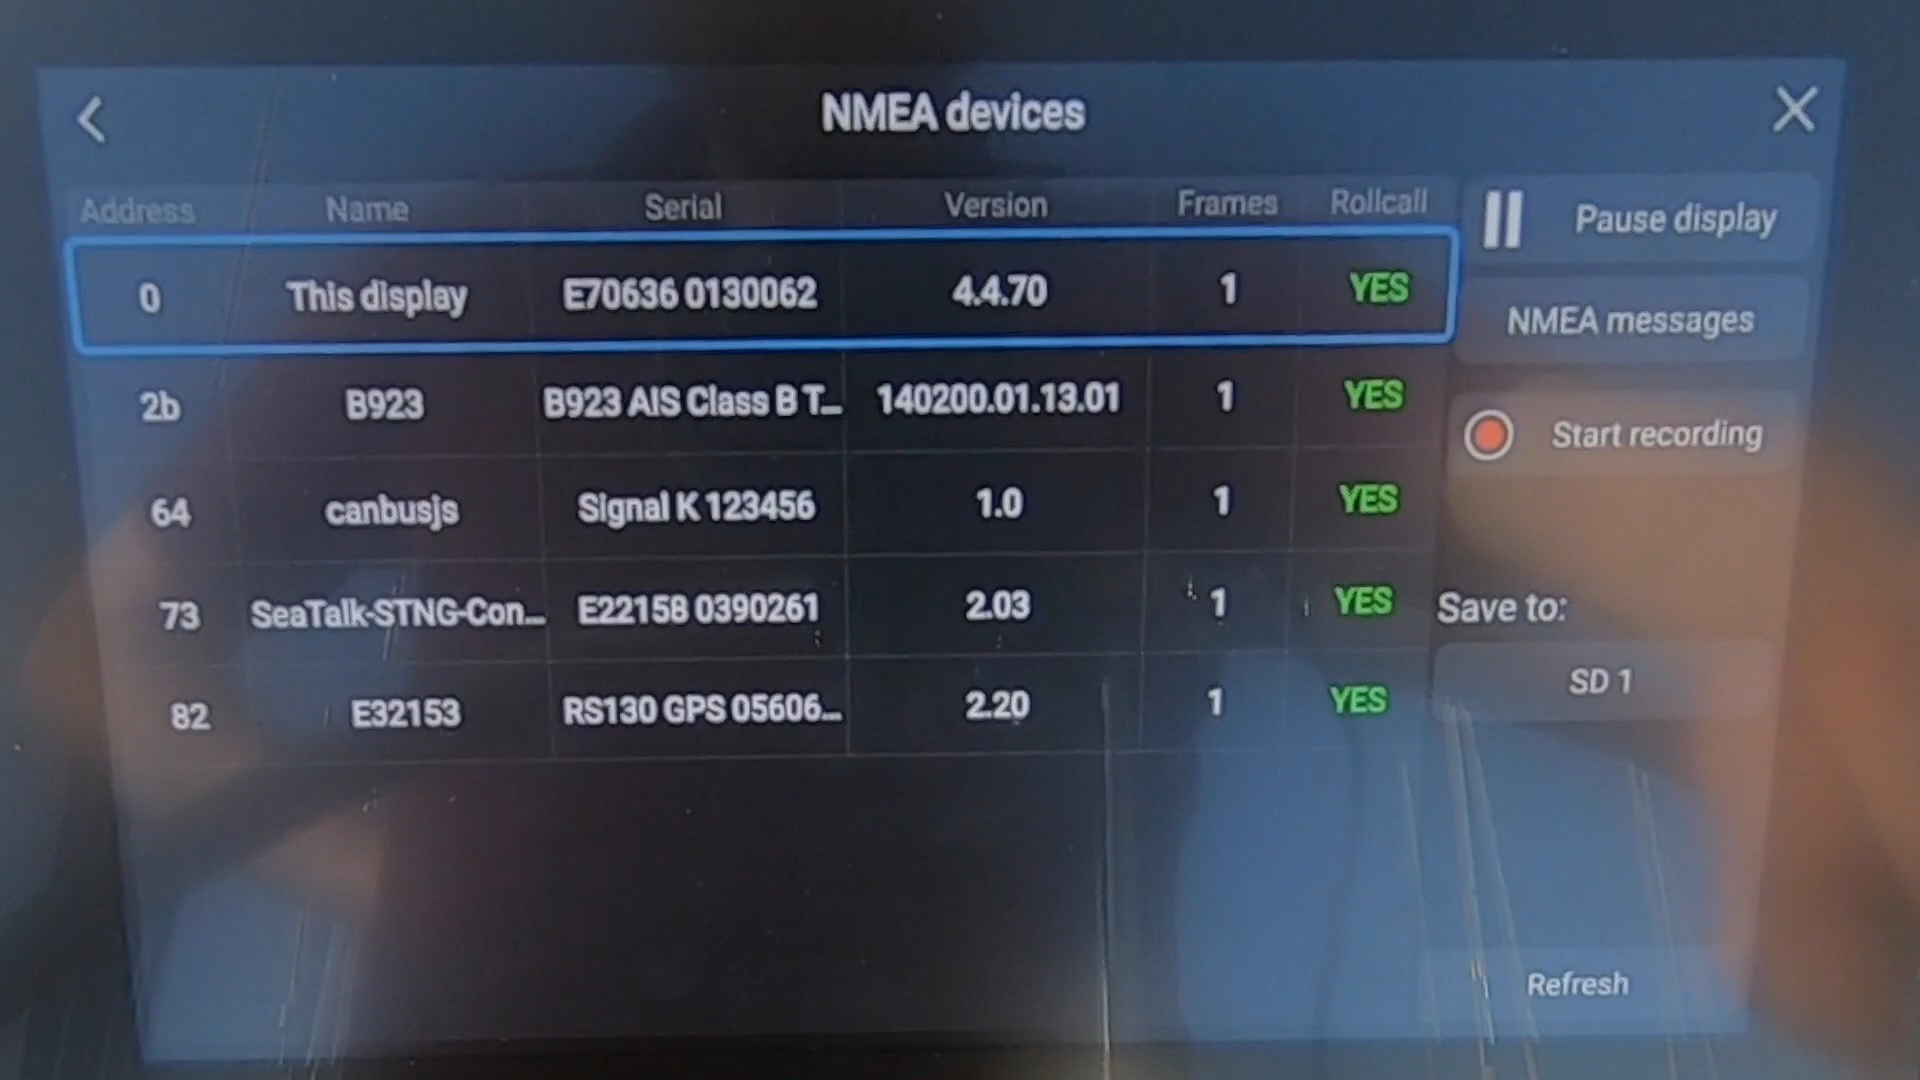 NMEA devices
Address Name Serial Version Frames Rollcall
0 This display E70636 0130062 4.4.70 1 YES
2b B923 B923 AIS Class B T... 140200.01.13.01 1 YES
64 canbusjs Signal K 123456 1.0 1 YES
73 SeaTalk-STNG-Con... E22158 0390261 2.03 1 YES
82 E32153 RS130 GPS 05606... 2.20 1 YES
Pause display
NMEA messages
Start recording
Save to:
SD 1
Refresh